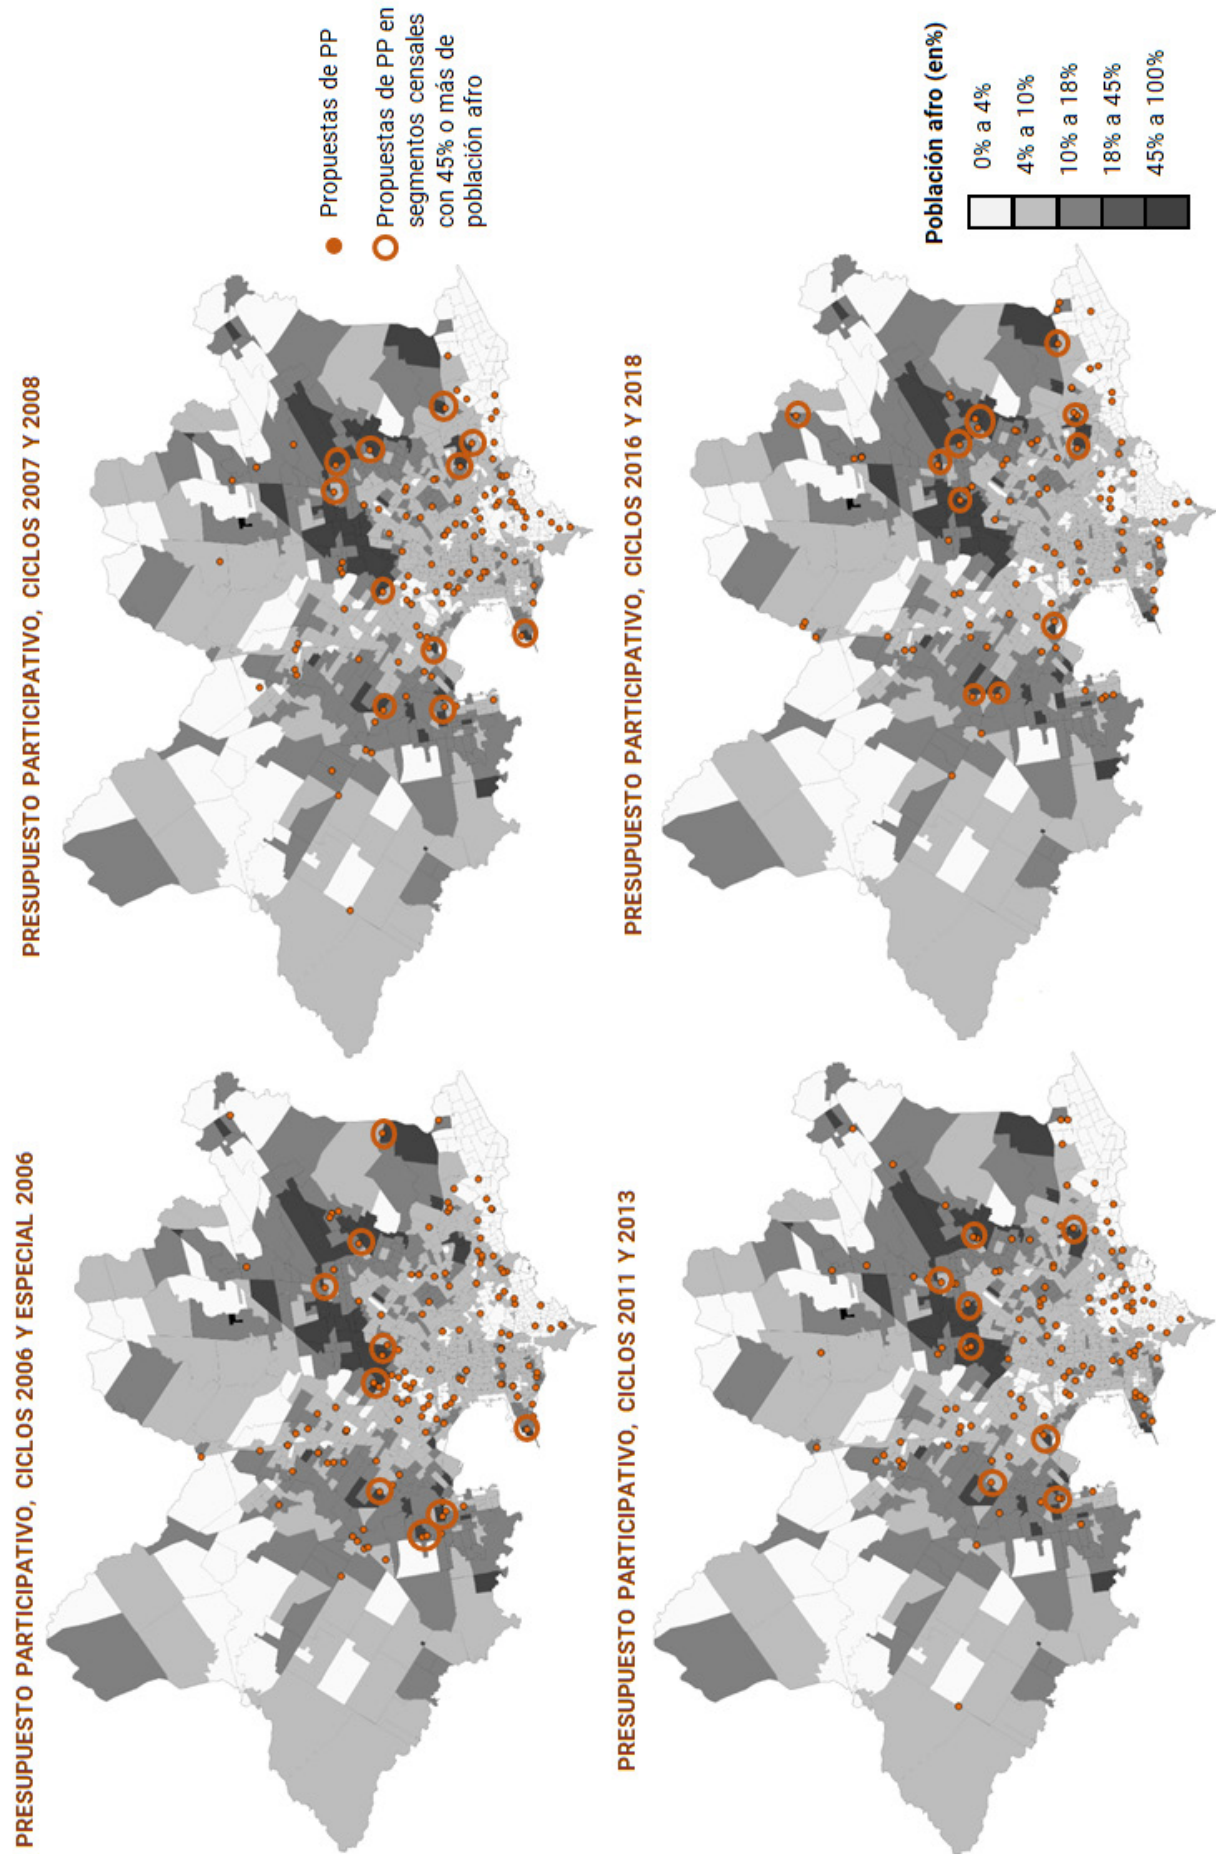 PRESUPUESTO PARTICIPATIVO, CICLOS 2006 Y ESPECIAL 2006
PRESUPUESTO PARTICIPATIVO, CICLOS 2007 Y 2008
Propuestas de PP
Propuestas de PP en
segmentos censales
con 45% o más de
población afro
PRESUPUESTO PARTICIPATIVO, CICLOS 2011 Y 2013
PRESUPUESTO PARTICIPATIVO, CICLOS 2016 Y 2018
Población afro (en%)
0% a 4%
4% a 10%
10% a 18%
18% a 45%
45% a 100%